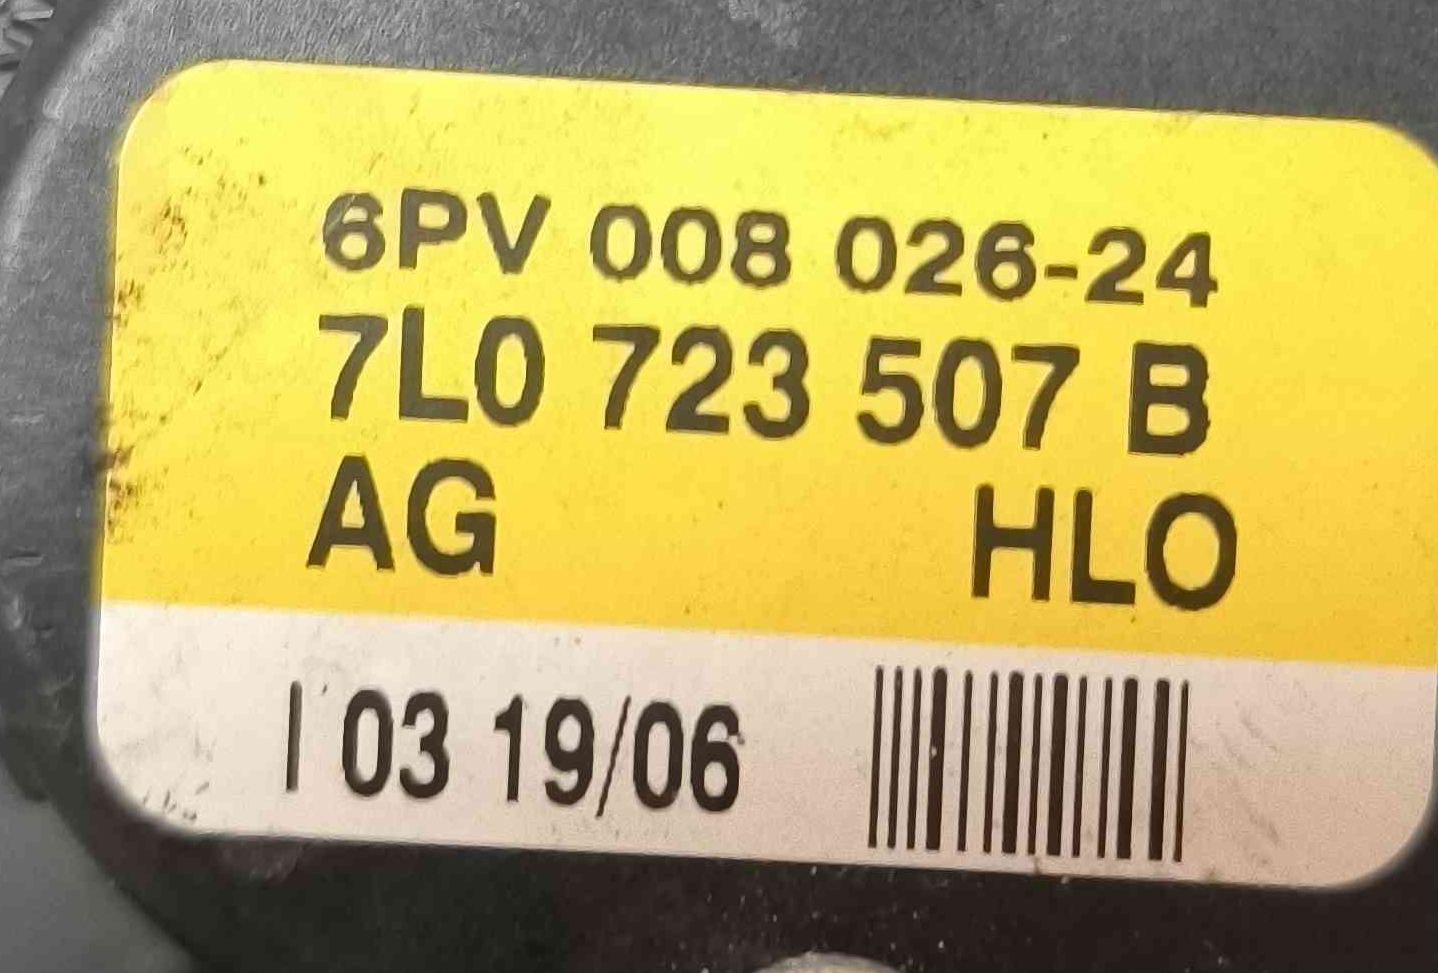 6PV 008 026-24
7L0 723 507 B
AG HLO
I 03 19/06